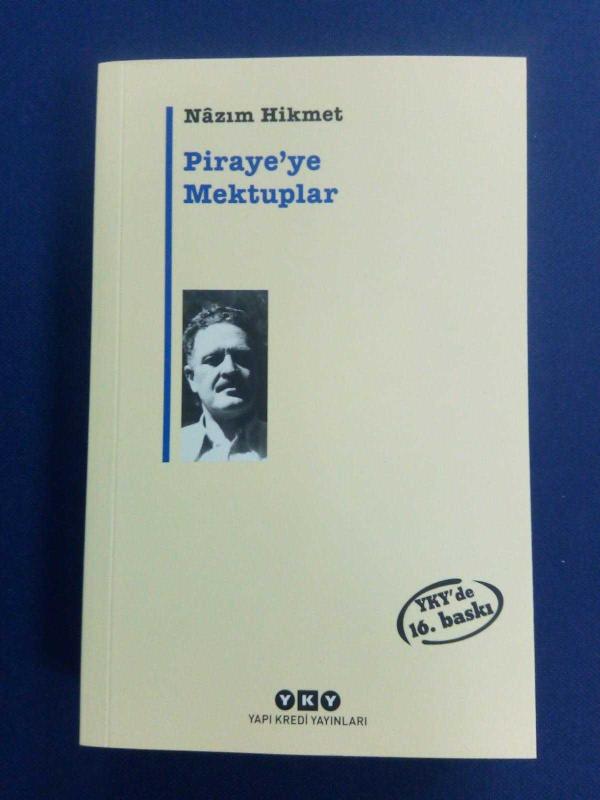 Nâzım Hikmet
Piraye'ye
Mektuplar
YKY'de
16. baskı
YKY
YAPI KREDİ YAYINLARI